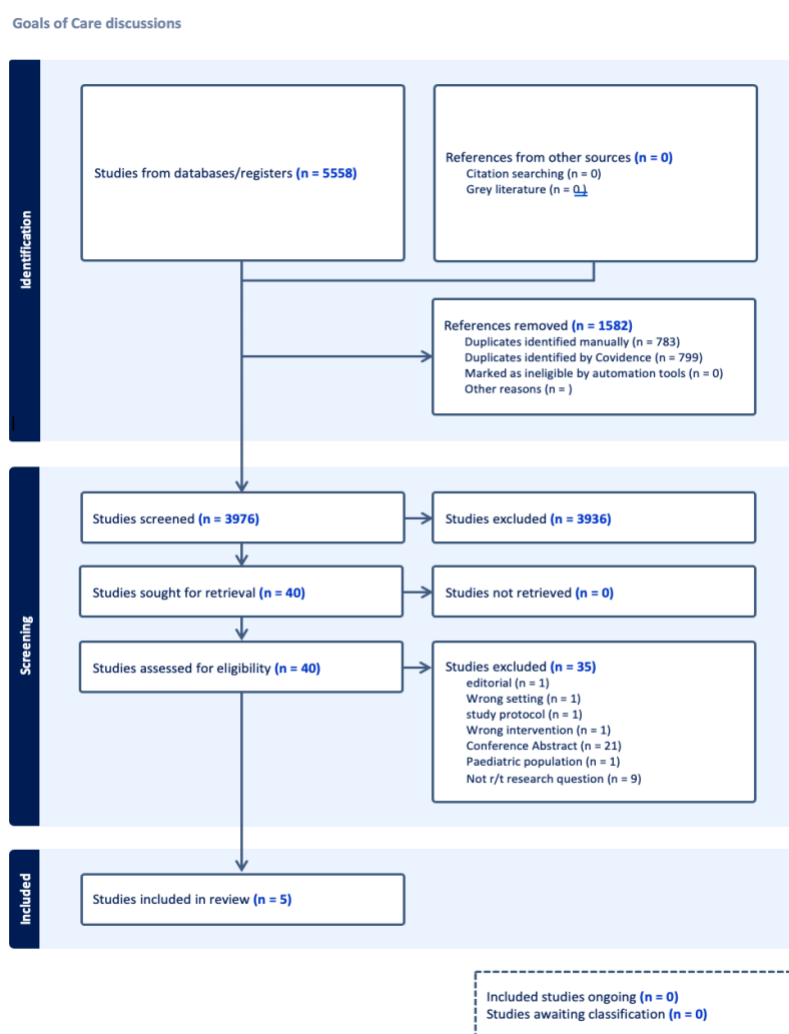 Goals of Care discussions
Identification
Studies from databases/registers (n = 5558)
References from other sources (n = 0)
Citation searching (n = 0)
Grey literature (n = 0)
References removed (n = 1582)
Duplicates identified manually (n = 783)
Duplicates identified by Covidence (n = 799)
Marked as ineligible by automation tools (n = 0)
Other reasons (n = )
Screening
Studies screened (n = 3976)
Studies excluded (n = 3936)
Studies sought for retrieval (n = 40)
Studies not retrieved (n = 0)
Studies assessed for eligibility (n = 40)
Studies excluded (n = 35)
editorial (n = 1)
Wrong setting (n = 1)
study protocol (n = 1)
Wrong intervention (n = 1)
Conference Abstract (n = 21)
Paediatric population (n = 1)
Not r/t research question (n = 9)
Included
Studies included in review (n = 5)
Included studies ongoing (n = 0)
Studies awaiting classification (n = 0)